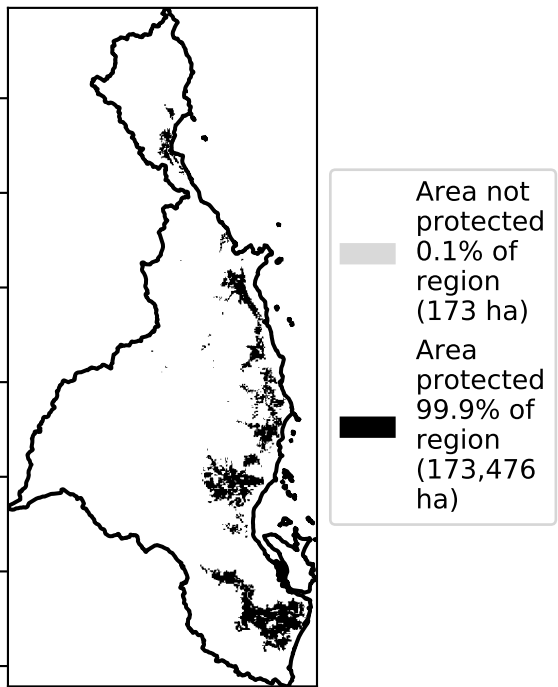 Area not
protected
0.1% of
region
(173 ha)
Area
protected
99.9% of
region
(173,476
ha)